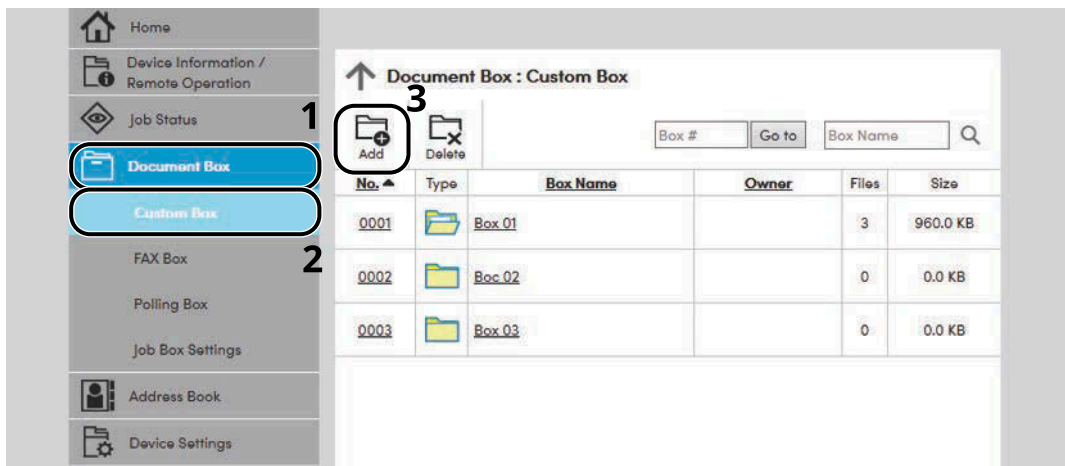 Home
Device Information /
Remote Operation
Job Status
1
Document Box
Custom Box
2
FAX Box
Polling Box
Job Box Settings
Address Book
Device Settings
Document Box : Custom Box
3
Add
Delete
Box #
Go to
Box Name
No. Type Box Name Owner Files Size
0001 Box 01 3 960.0 KB
0002 Boc 02 0 0.0 KB
0003 Box 03 0 0.0 KB